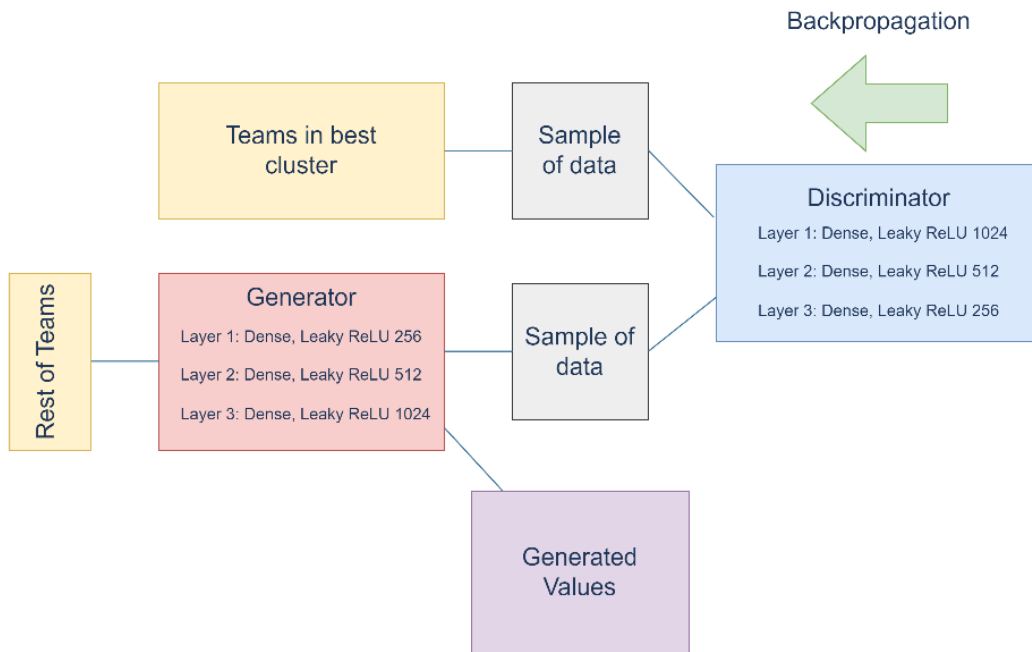 Backpropagation
Teams in best
cluster
Sample
of data
Discriminator
Layer 1: Dense, Leaky ReLU 1024
Layer 2: Dense, Leaky ReLU 512
Layer 3: Dense, Leaky ReLU 256
Rest of Teams
Generator
Layer 1: Dense, Leaky ReLU 256
Layer 2: Dense, Leaky ReLU 512
Layer 3: Dense, Leaky ReLU 1024
Sample of
data
Generated
Values